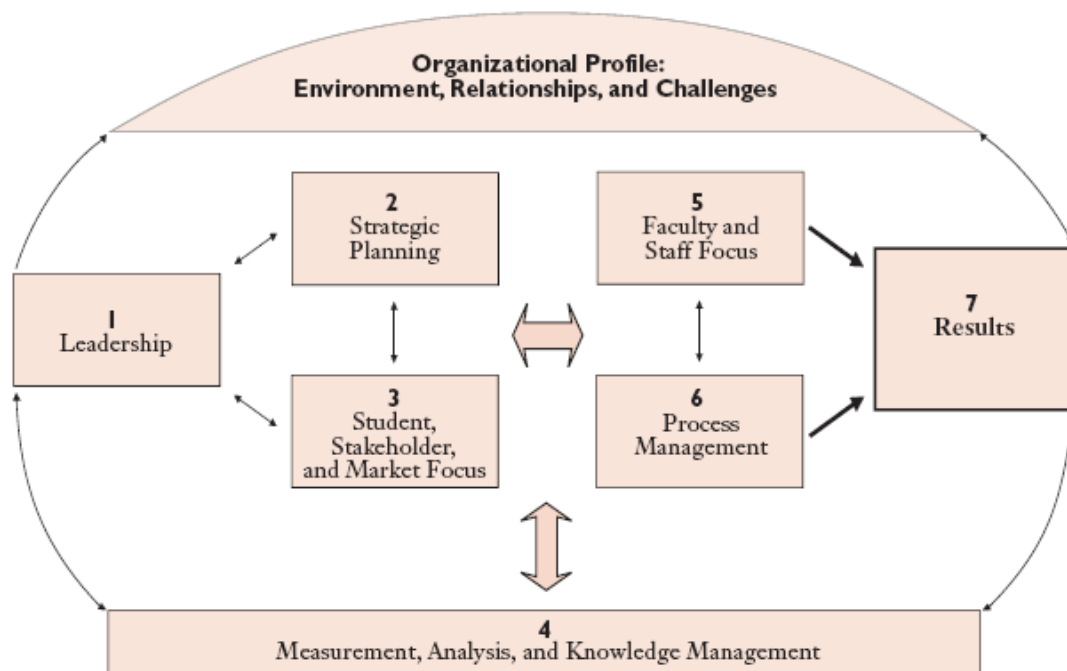 Organizational Profile:
Environment, Relationships, and Challenges
2
Strategic
Planning
5
Faculty and
Staff Focus
1
Leadership
7
Results
3
Student,
Stakeholder,
and Market Focus
6
Process
Management
4
Measurement, Analysis, and Knowledge Management